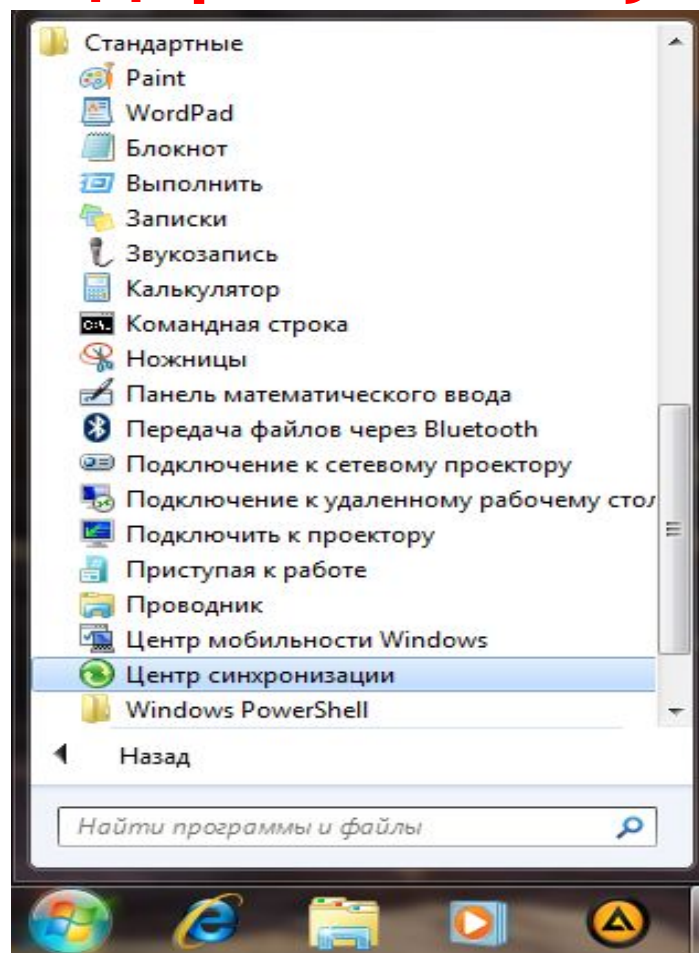 Стандартные
Paint
WordPad
Блокнот
Выполнить
Записки
Звукозапись
Калькулятор
Командная строка
Ножницы
Панель математического ввода
Передача файлов через Bluetooth
Подключение к сетевому проектору
Подключение к удаленному рабочему стол
Подключить к проектору
Приступая к работе
Проводник
Центр мобильности Windows
Центр синхронизации
Windows PowerShell
Назад
Найти программы и файлы